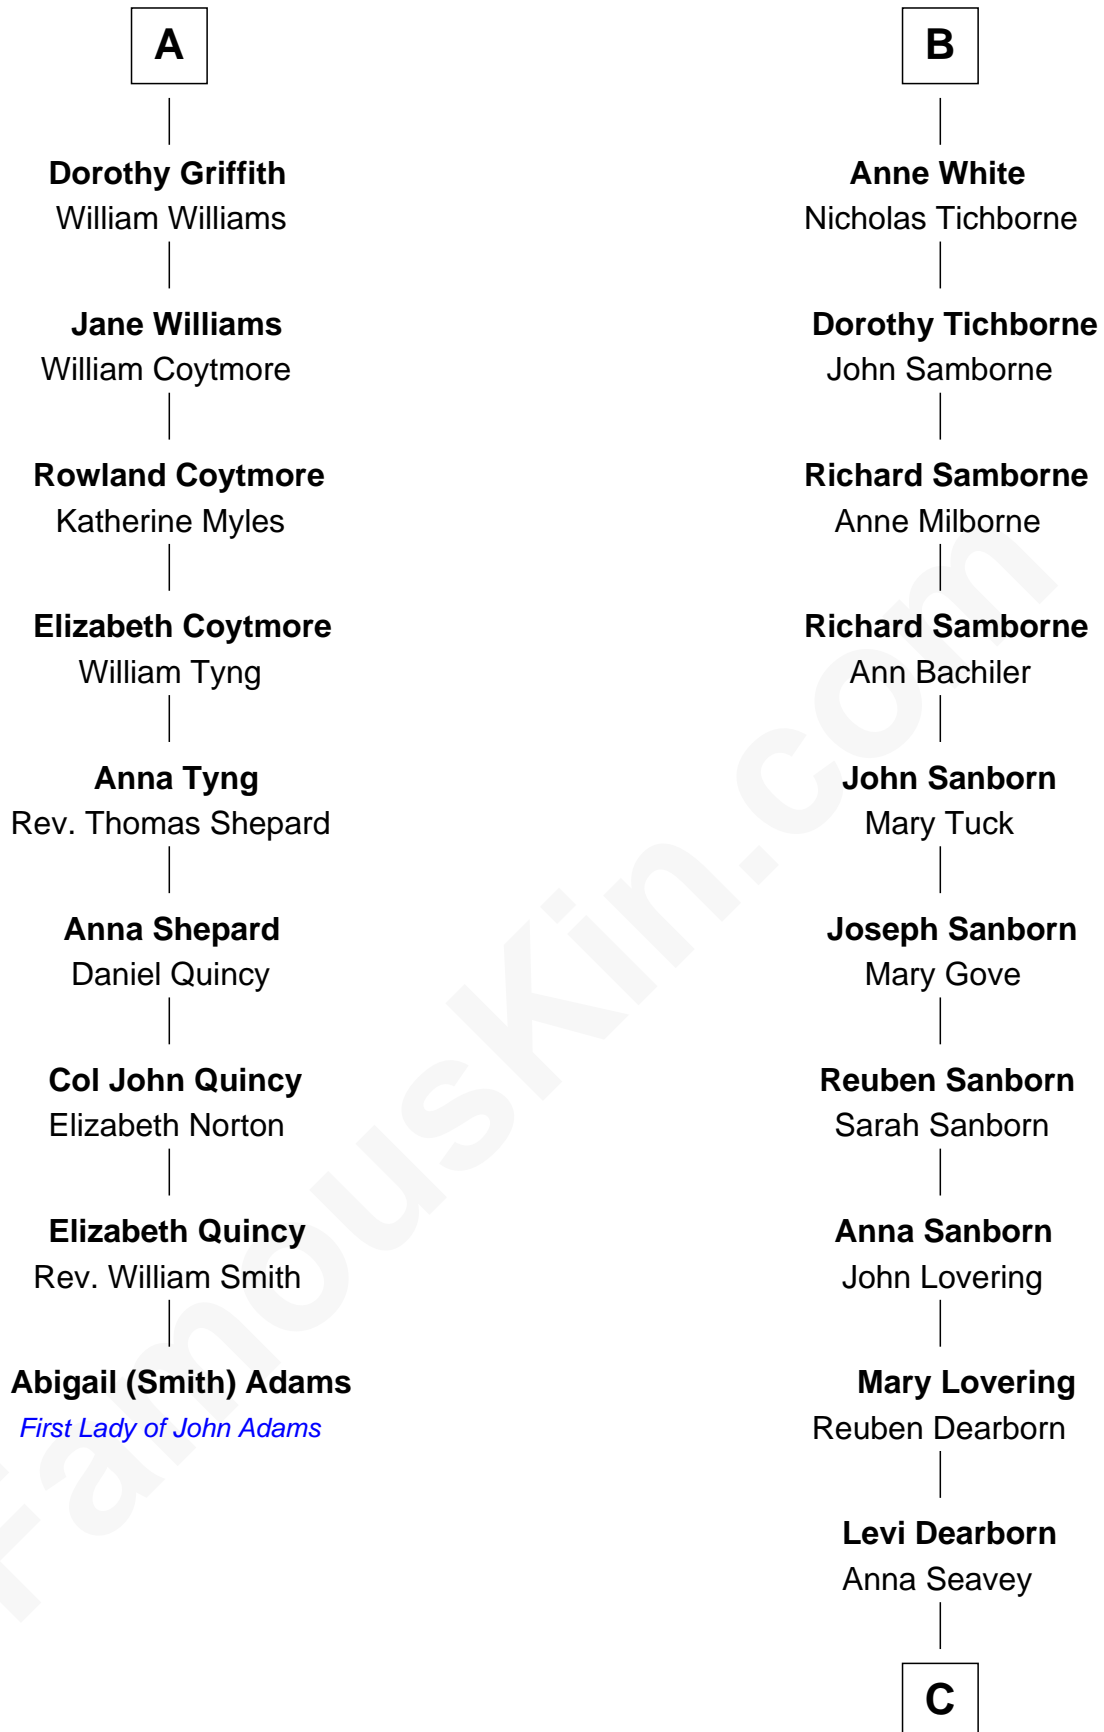 A
Dorothy Griffith
William Williams
Jane Williams
William Coytmore
Rowland Coytmore
Katherine Myles
Elizabeth Coytmore
William Tyng
Anna Tyng
Rev. Thomas Shepard
Anna Shepard
Daniel Quincy
Col John Quincy
Elizabeth Norton
Elizabeth Quincy
Rev. William Smith
Abigail (Smith) Adams
First Lady of John Adams
B
Anne White
Nicholas Tichborne
Dorothy Tichborne
John Samborne
Richard Samborne
Anne Milborne
Richard Samborne
Ann Bachiler
John Sanborn
Mary Tuck
Joseph Sanborn
Mary Gove
Reuben Sanborn
Sarah Sanborn
Anna Sanborn
John Lovering
Mary Lovering
Reuben Dearborn
Levi Dearborn
Anna Seavey
C
FamousKin.com